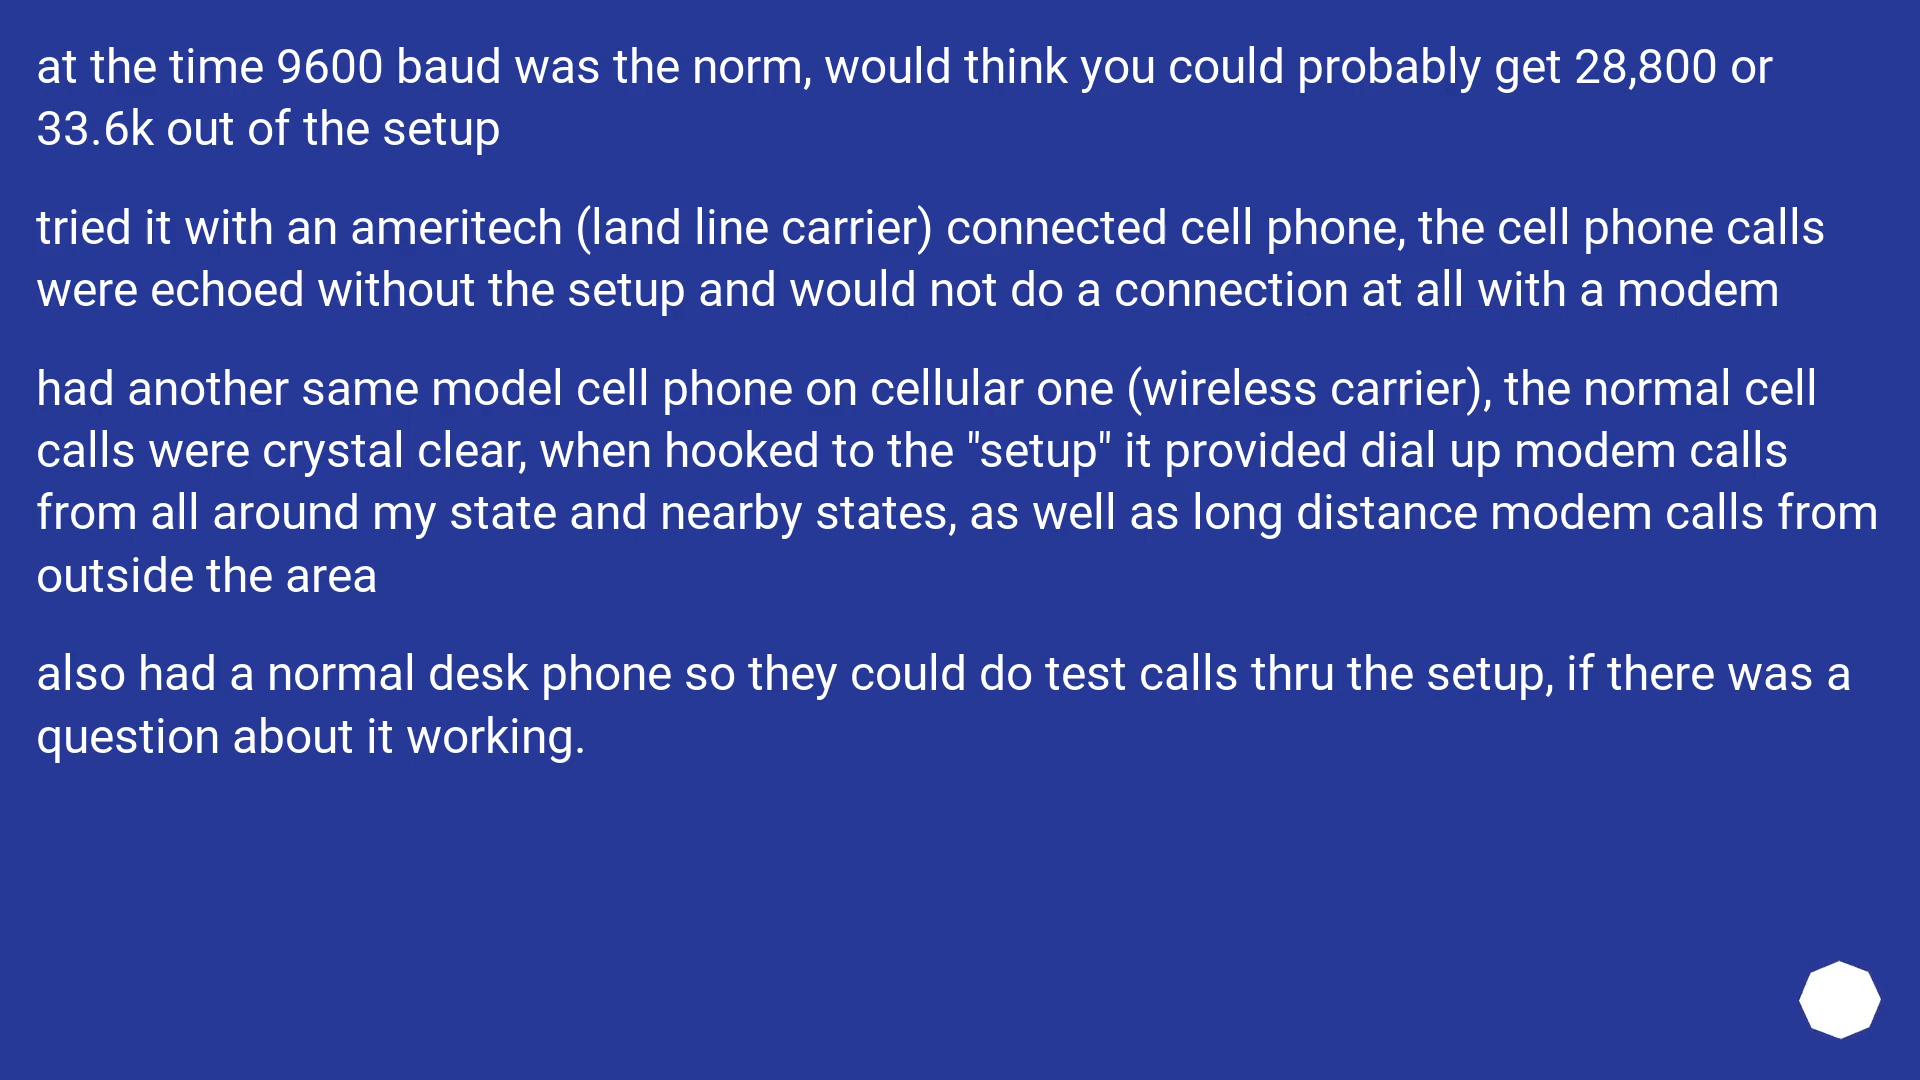 at the time 9600 baud was the norm, would think you could probably get 28,800 or
33.6k out of the setup
tried it with an ameritech (land line carrier) connected cell phone, the cell phone calls
were echoed without the setup and would not do a connection at all with a modem
had another same model cell phone on cellular one (wireless carrier), the normal cell
calls were crystal clear, when hooked to the "setup" it provided dial up modem calls
from all around my state and nearby states, as well as long distance modem calls from
outside the area
also had a normal desk phone so they could do test calls thru the setup, if there was a
question about it working.